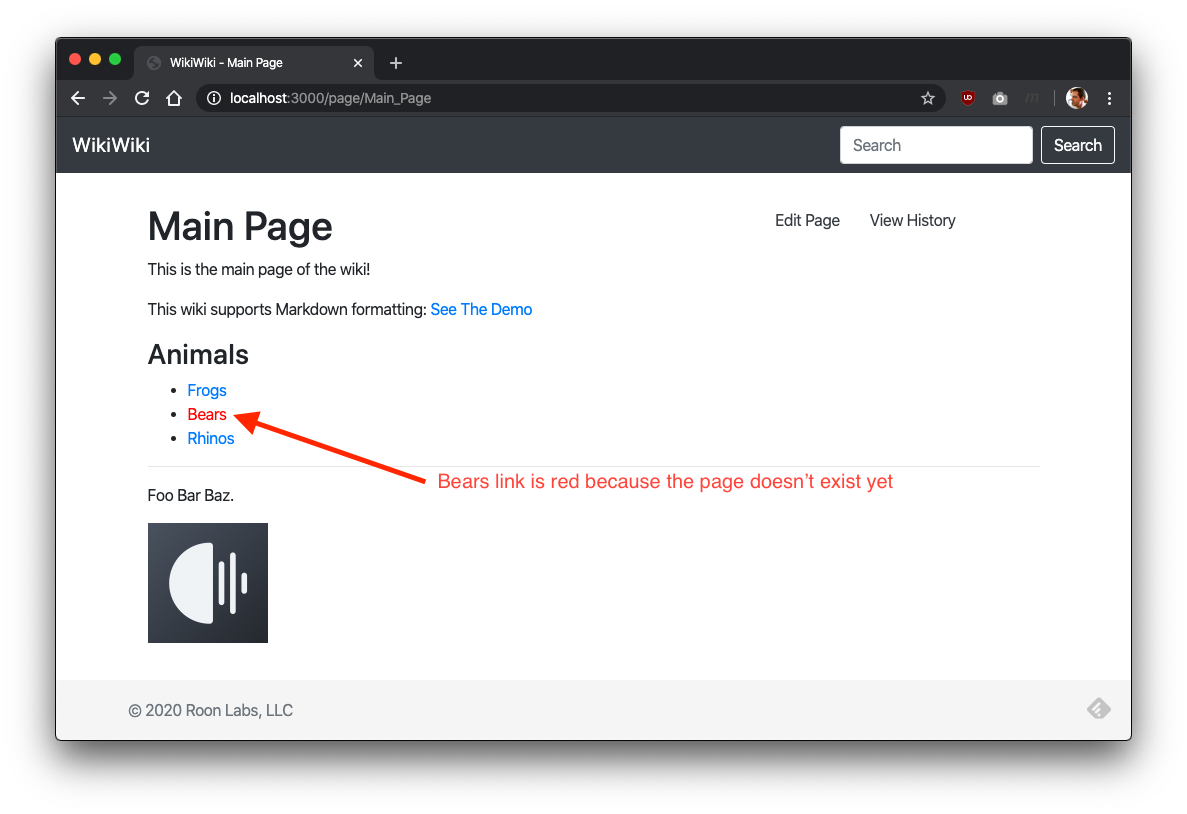 WikiWiki - Main Page
localhost:3000/page/Main_Page
WikiWiki
Search
Search
Main Page
Edit Page
View History
This is the main page of the wiki!
This wiki supports Markdown formatting: See The Demo
Animals
Frogs
Bears
Rhinos
Bears link is red because the page doesn’t exist yet
Foo Bar Baz.
© 2020 Roon Labs, LLC